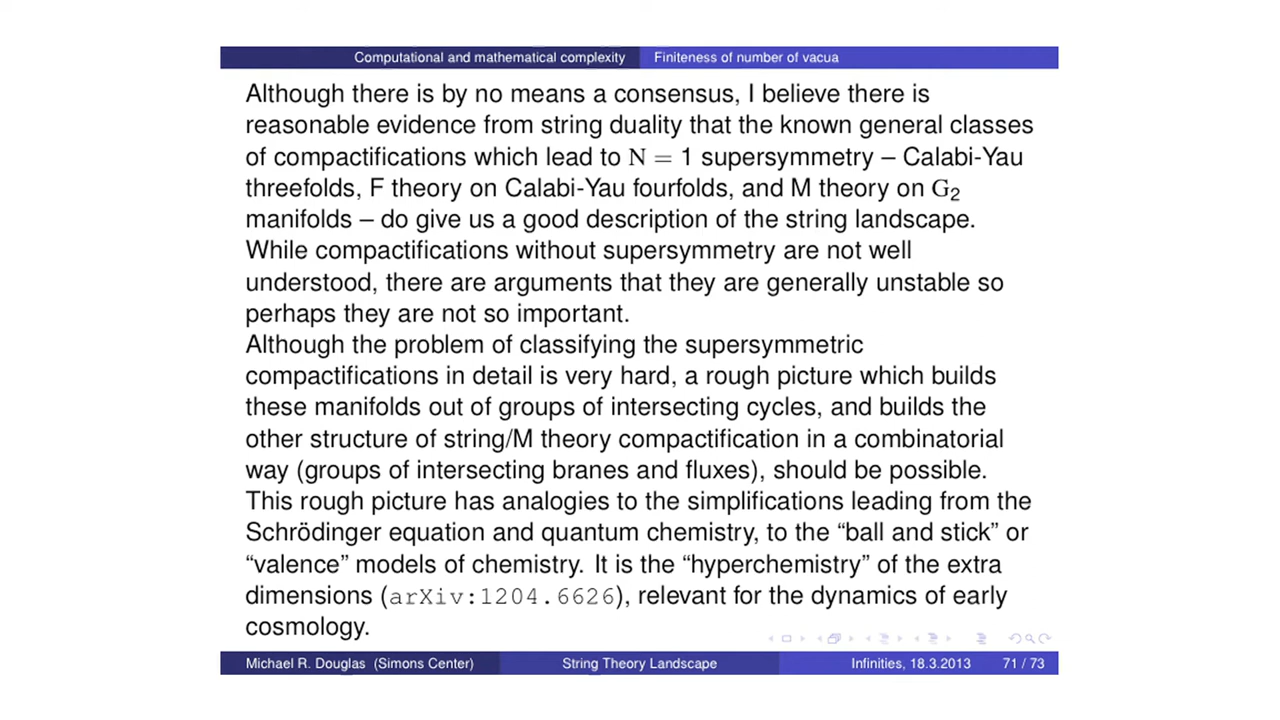 Computational and mathematical complexity Finiteness of number of vacua
Although there is by no means a consensus, I believe there is
reasonable evidence from string duality that the known general classes
of compactifications which lead to N = 1 supersymmetry – Calabi-Yau
threefolds, F theory on Calabi-Yau fourfolds, and M theory on G₂
manifolds – do give us a good description of the string landscape.
While compactifications without supersymmetry are not well
understood, there are arguments that they are generally unstable so
perhaps they are not so important.
Although the problem of classifying the supersymmetric
compactifications in detail is very hard, a rough picture which builds
these manifolds out of groups of intersecting cycles, and builds the
other structure of string/M theory compactification in a combinatorial
way (groups of intersecting branes and fluxes), should be possible.
This rough picture has analogies to the simplifications leading from the
Schrödinger equation and quantum chemistry, to the “ball and stick” or
“valence” models of chemistry. It is the “hyperchemistry” of the extra
dimensions (arXiv:1204.6626), relevant for the dynamics of early
cosmology.
Michael R. Douglas (Simons Center) String Theory Landscape Infinities, 18.3.2013 71 / 73